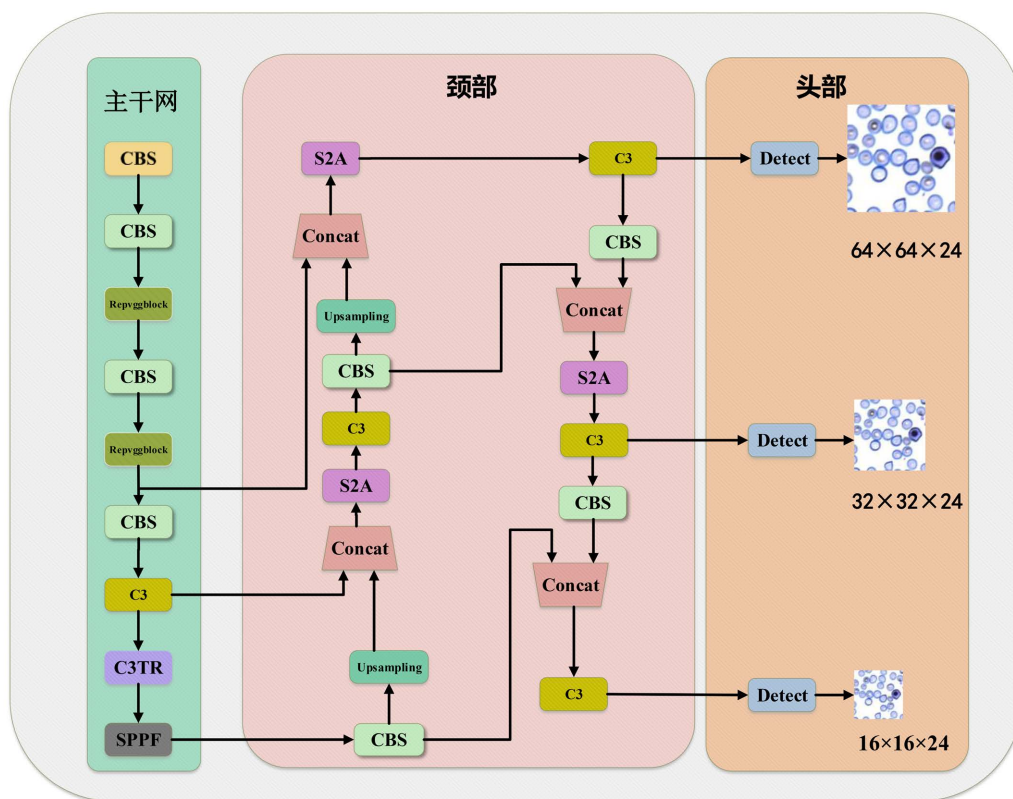 主干网
CBS
CBS
Repvggblock
CBS
Repvggblock
CBS
C3
C3TR
SPPF
颈部
S2A
Concat
Upsampling
CBS
C3
S2A
Concat
Upsampling
CBS
C3
CBS
Concat
S2A
C3
CBS
Concat
C3
头部
Detect
64×64×24
Detect
32×32×24
Detect
16×16×24